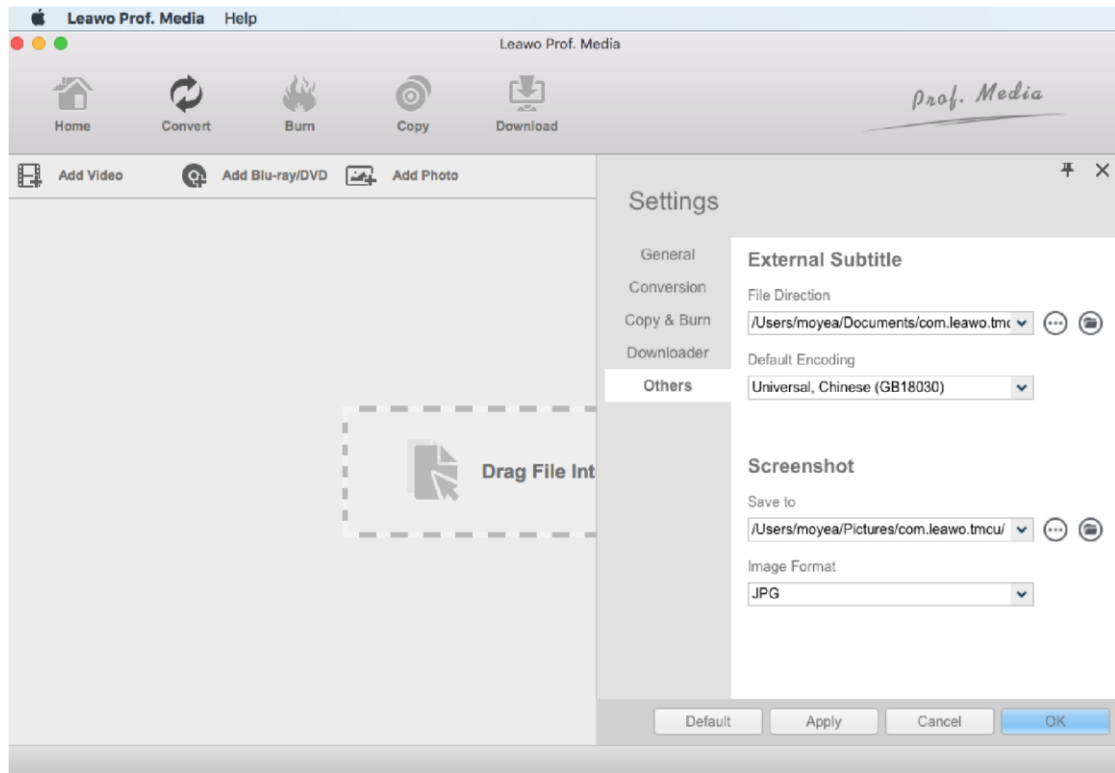 Leawo Prof. Media Help
Leawo Prof. Media
Home Convert Burn Copy Download
Prof. Media
Add Video Add Blu-ray/DVD Add Photo
Settings
General
Conversion
Copy & Burn
Downloader
Others
External Subtitle
File Direction
/Users/moyea/Documents/com.leawo.tmc
Default Encoding
Universal, Chinese (GB18030)
Drag File Int
Screenshot
Save to
/Users/moyea/Pictures/com.leawo.tmcu/
Image Format
JPG
Default Apply Cancel OK